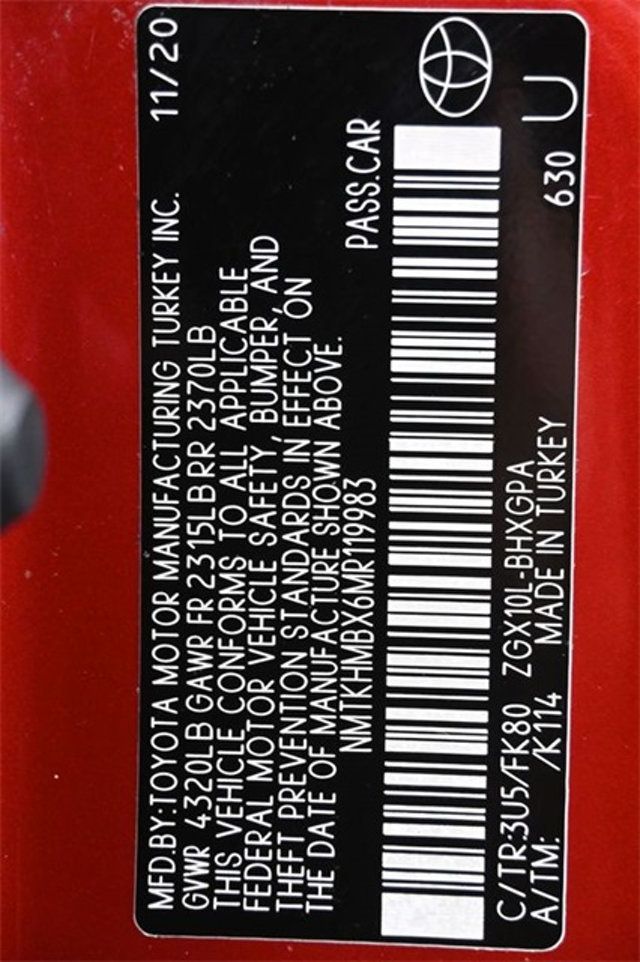 MFD.BY:TOYOTA MOTOR MANUFACTURING TURKEY INC. 11/20
GVWR 4320LB GAWR FR 2315LB RR 2370LB
THIS VEHICLE CONFORMS TO ALL APPLICABLE
FEDERAL MOTOR VEHICLE SAFETY, BUMPER, AND
THEFT PREVENTION STANDARDS IN EFFECT ON
THE DATE OF MANUFACTURE SHOWN ABOVE.
NMTKHMBX6MR119983 PASS.CAR
C/TR:3U5/FK80 ZGX10L-BHXGPA
A/TM: /K114 MADE IN TURKEY 630 U